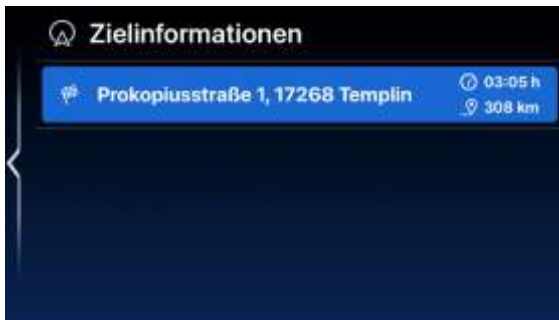 Zielinformationen
Prokopiusstraße 1, 17268 Templin
03:05 h
308 km